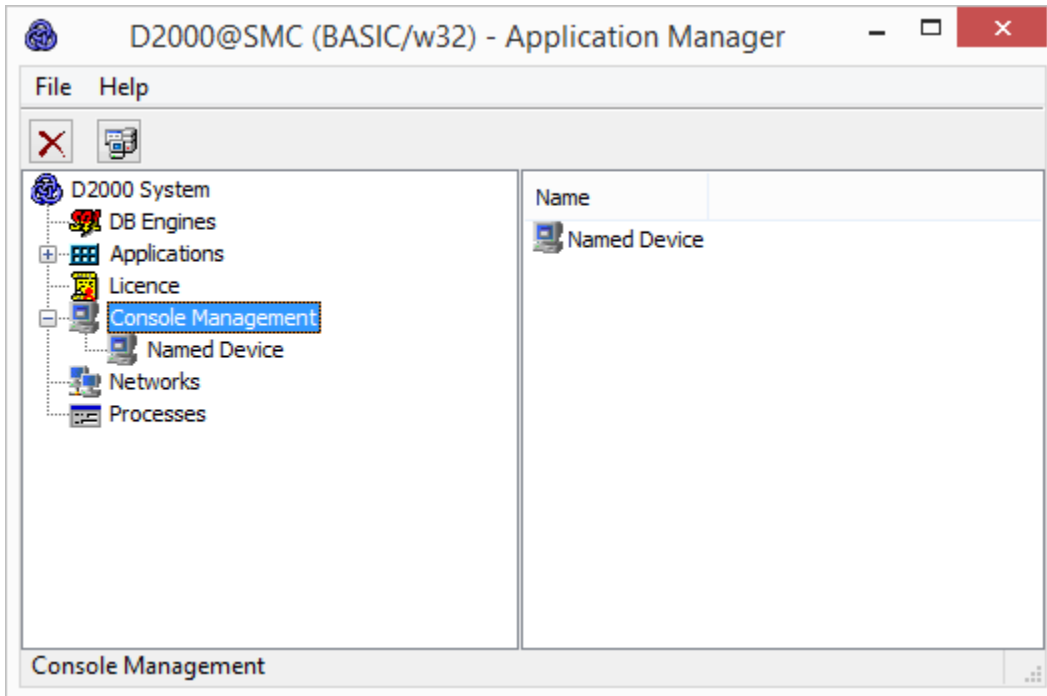 D2000@SMC (BASIC/w32) - Application Manager
File Help
D2000 System
DB Engines
Applications
Licence
Console Management
Named Device
Networks
Processes
Name
Named Device
Console Management